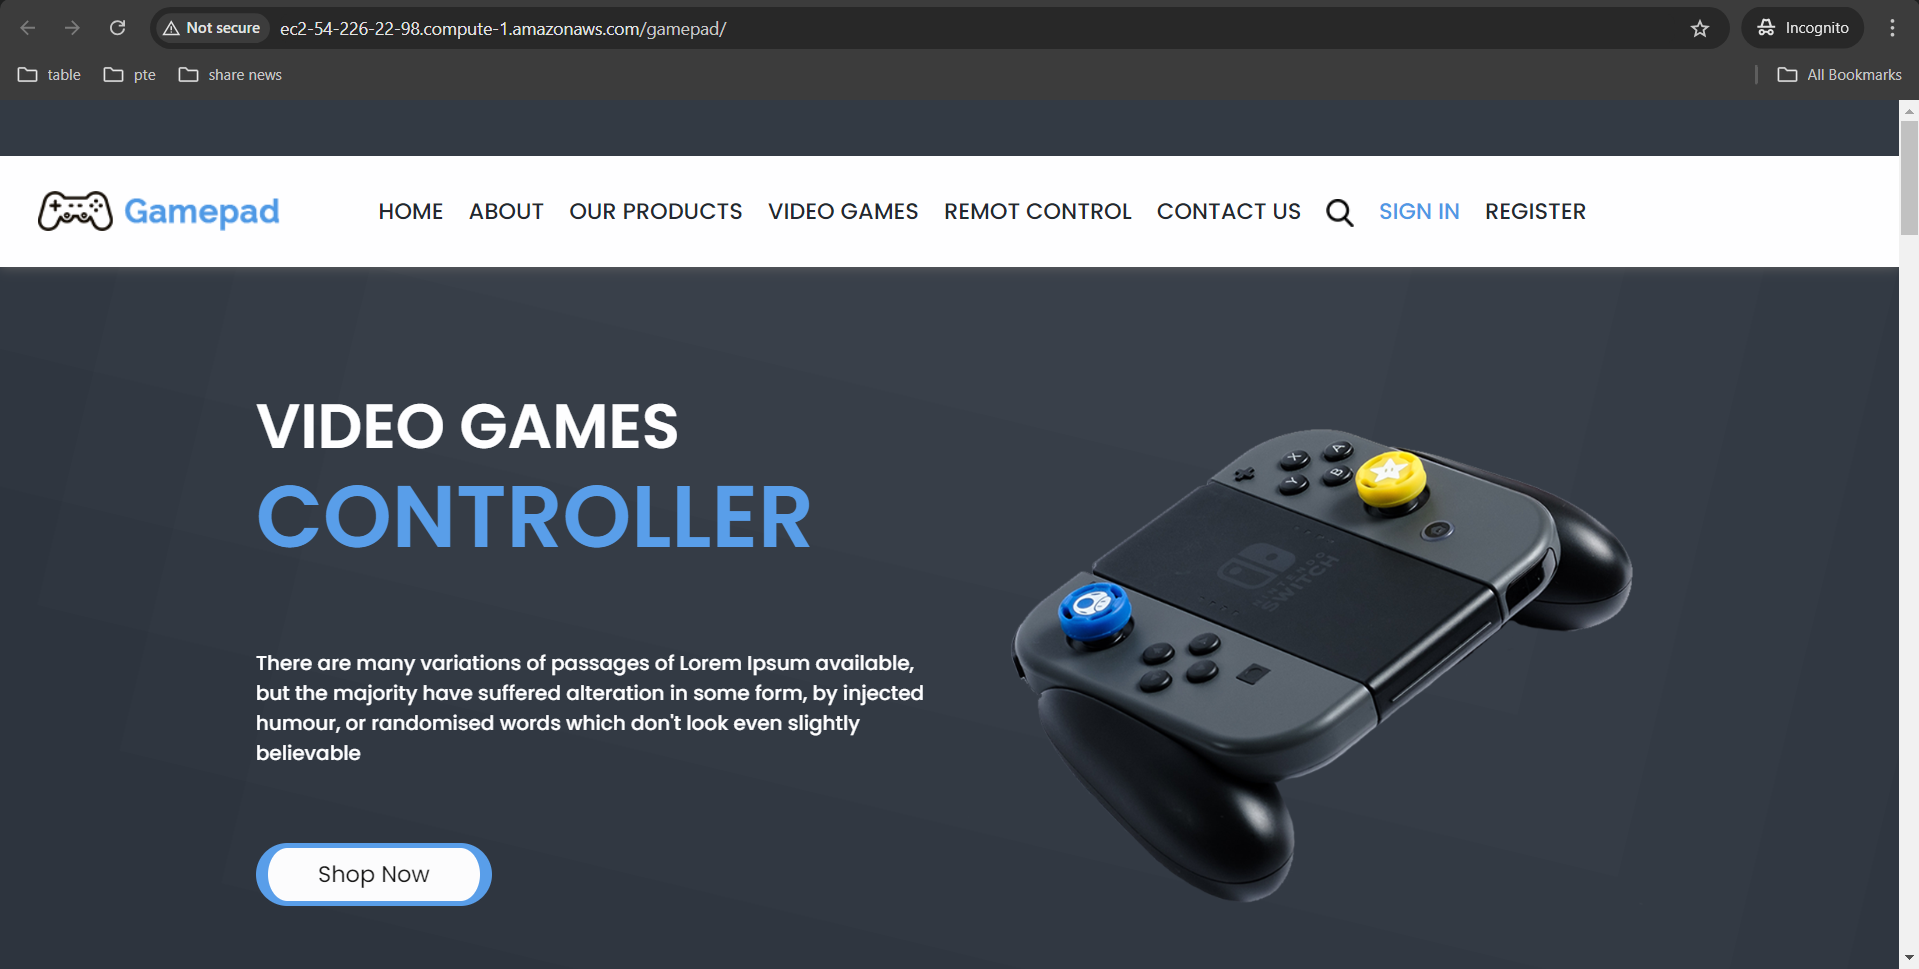 Not secure
ec2-54-226-22-98.compute-1.amazonaws.com/gamepad/
Incognito
table
pte
share news
All Bookmarks
Gamepad
HOME
ABOUT
OUR PRODUCTS
VIDEO GAMES
REMOT CONTROL
CONTACT US
SIGN IN
REGISTER
VIDEO GAMES
CONTROLLER
There are many variations of passages of Lorem Ipsum available,
but the majority have suffered alteration in some form, by injected
humour, or randomised words which don't look even slightly
believable
Shop Now
X
A
Y
B
NINTENDO
SWITCH